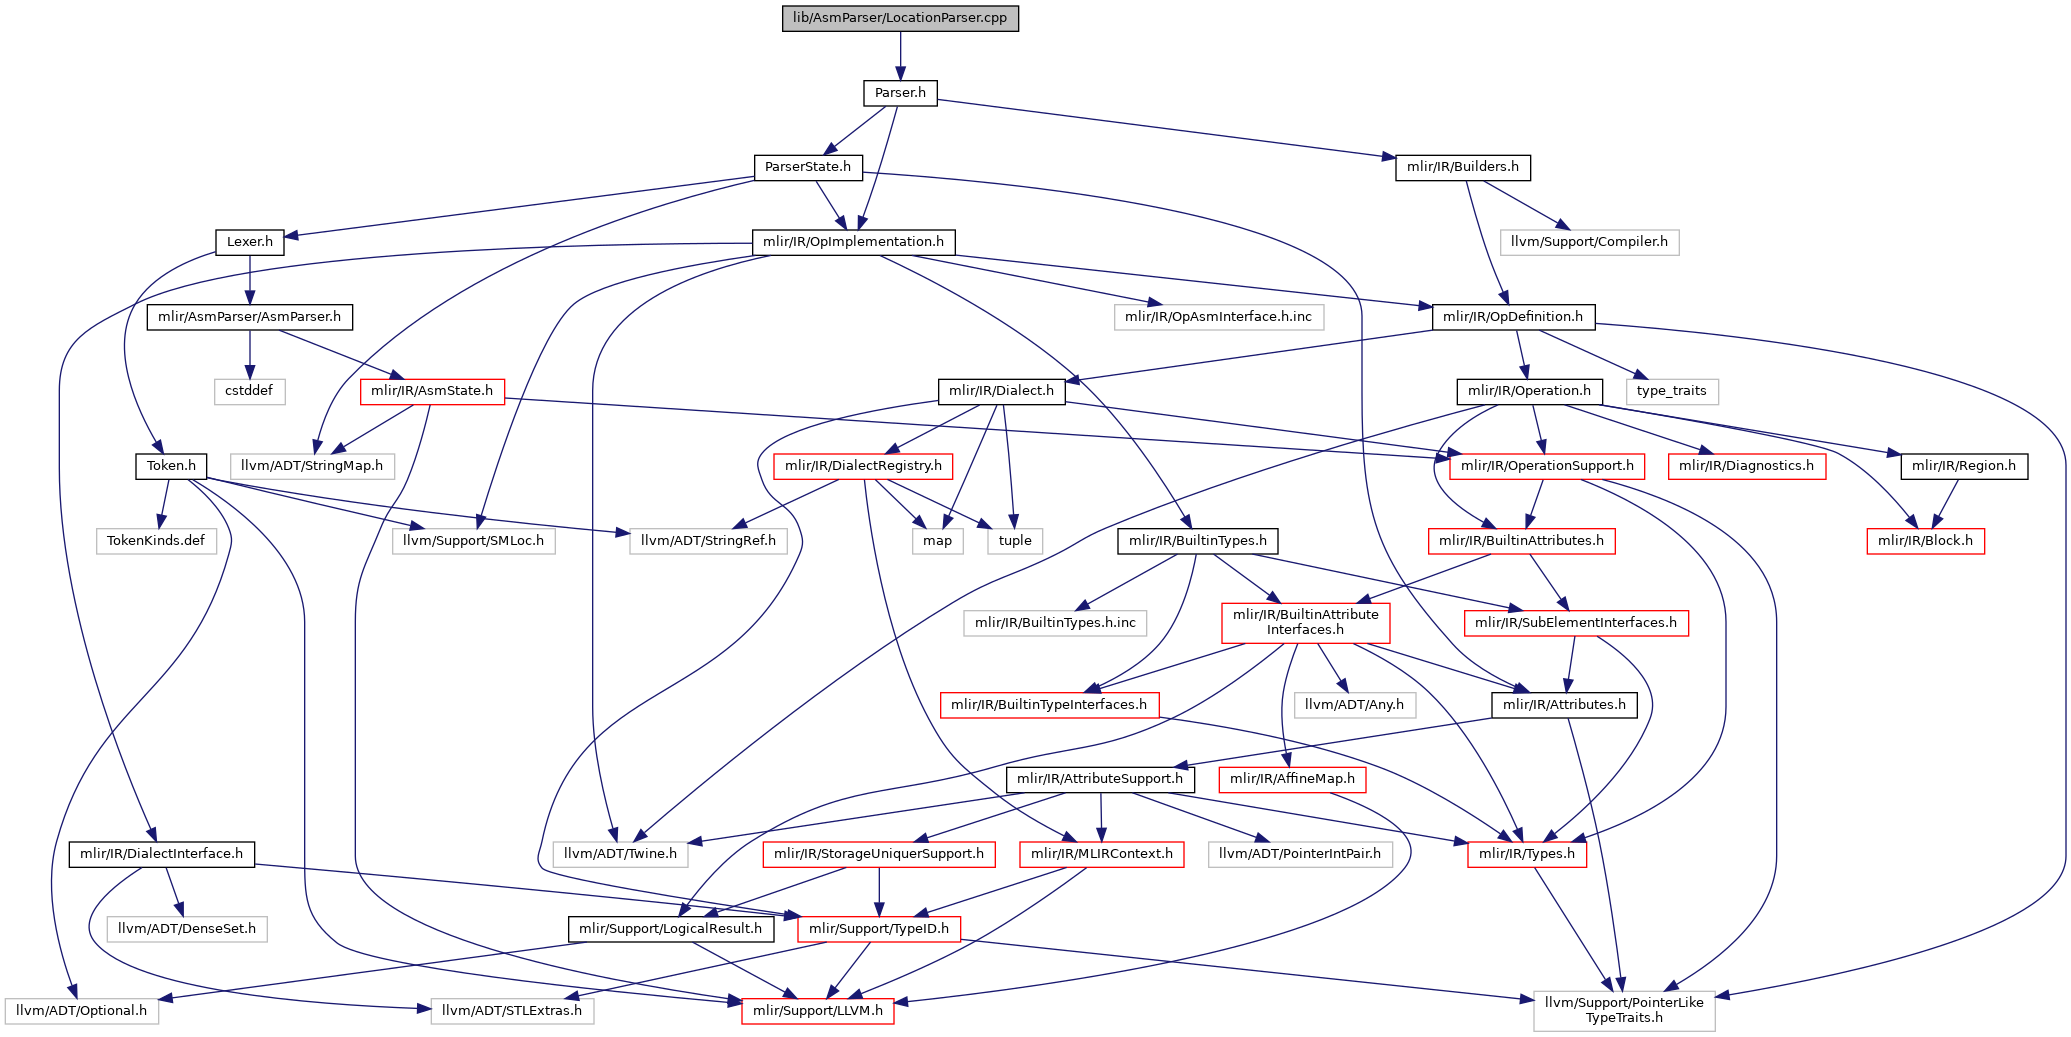 lib/AsmParser/LocationParser.cpp
Parser.h
ParserState.h
mlir/IR/Builders.h
Lexer.h
mlir/IR/OpImplementation.h
llvm/Support/Compiler.h
mlir/AsmParser/AsmParser.h
mlir/IR/OpAsmInterface.h.inc
mlir/IR/OpDefinition.h
cstddef
mlir/IR/AsmState.h
mlir/IR/Dialect.h
mlir/IR/Operation.h
type_traits
Token.h
llvm/ADT/StringMap.h
mlir/IR/DialectRegistry.h
mlir/IR/OperationSupport.h
mlir/IR/Diagnostics.h
mlir/IR/Region.h
TokenKinds.def
llvm/Support/SMLoc.h
llvm/ADT/StringRef.h
map
tuple
mlir/IR/BuiltinTypes.h
mlir/IR/BuiltinAttributes.h
mlir/IR/Block.h
mlir/IR/BuiltinTypes.h.inc
mlir/IR/BuiltinAttribute
Interfaces.h
mlir/IR/SubElementInterfaces.h
mlir/IR/BuiltinTypeInterfaces.h
llvm/ADT/Any.h
mlir/IR/Attributes.h
mlir/IR/AttributeSupport.h
mlir/IR/AffineMap.h
mlir/IR/DialectInterface.h
llvm/ADT/Twine.h
mlir/IR/StorageUniquerSupport.h
mlir/IR/MLIRContext.h
llvm/ADT/PointerIntPair.h
mlir/IR/Types.h
llvm/ADT/DenseSet.h
mlir/Support/LogicalResult.h
mlir/Support/TypeID.h
llvm/ADT/Optional.h
llvm/ADT/STLExtras.h
mlir/Support/LLVM.h
llvm/Support/PointerLike
TypeTraits.h